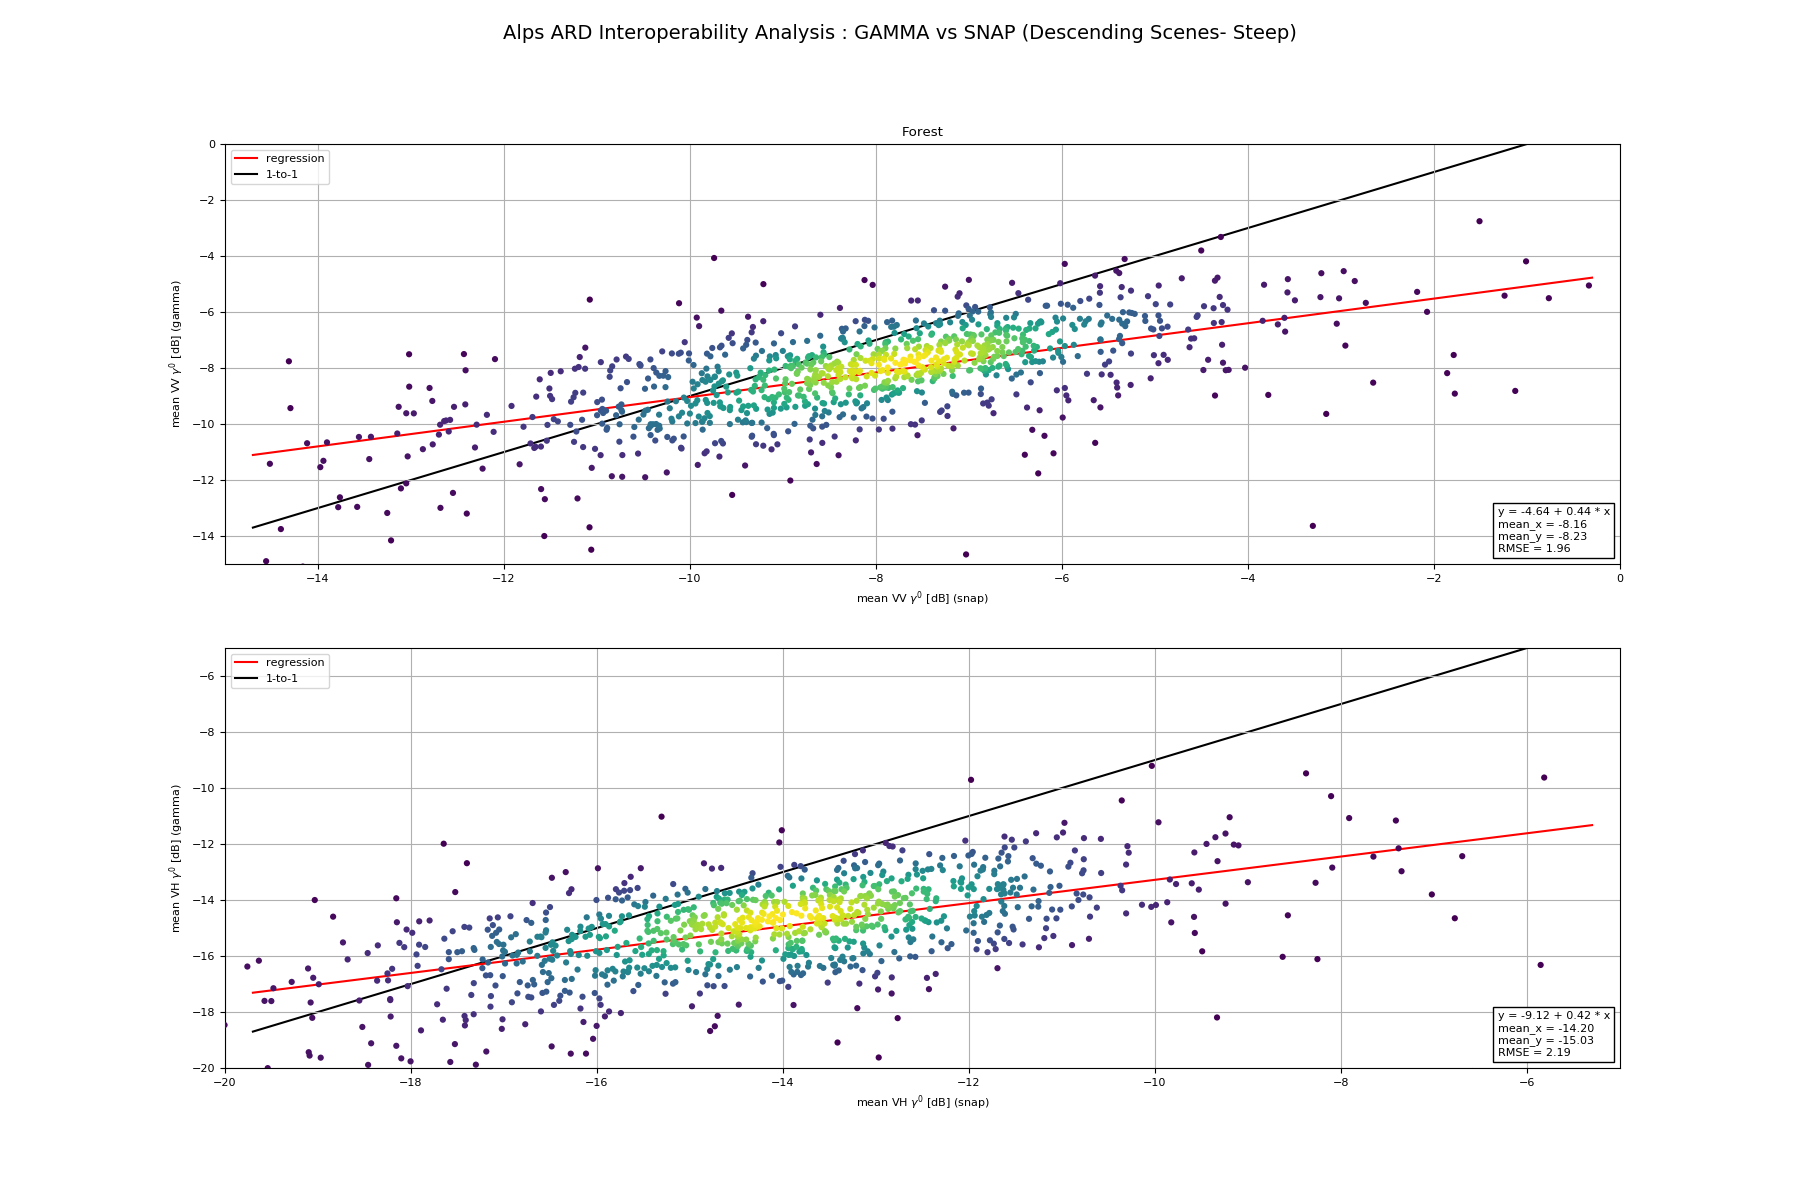 Alps ARD Interoperability Analysis : GAMMA vs SNAP (Descending Scenes- Steep)
Forest
regression
1-to-1
0
−2
−4
−6
−8
−10
−12
−14
mean VV γ⁰ [dB] (gamma)
y = -4.64 + 0.44 * x
mean_x = -8.16
mean_y = -8.23
RMSE = 1.96
−14 −12 −10 −8 −6 −4 −2 0
mean VV γ⁰ [dB] (snap)
regression
1-to-1
−6
−8
−10
−12
−14
−16
−18
−20
mean VH γ⁰ [dB] (gamma)
y = -9.12 + 0.42 * x
mean_x = -14.20
mean_y = -15.03
RMSE = 2.19
−20 −18 −16 −14 −12 −10 −8 −6
mean VH γ⁰ [dB] (snap)